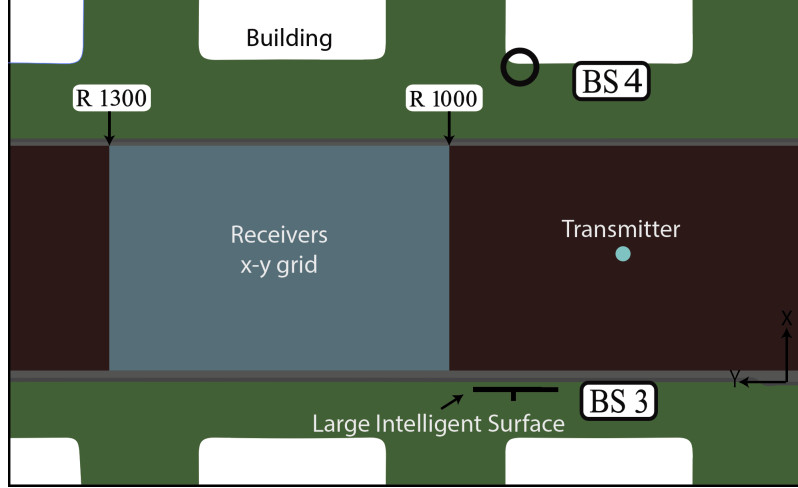 Building
BS 4
R 1300
R 1000
Transmitter
Receivers
x-y grid
X
Y
BS 3
Large Intelligent Surface